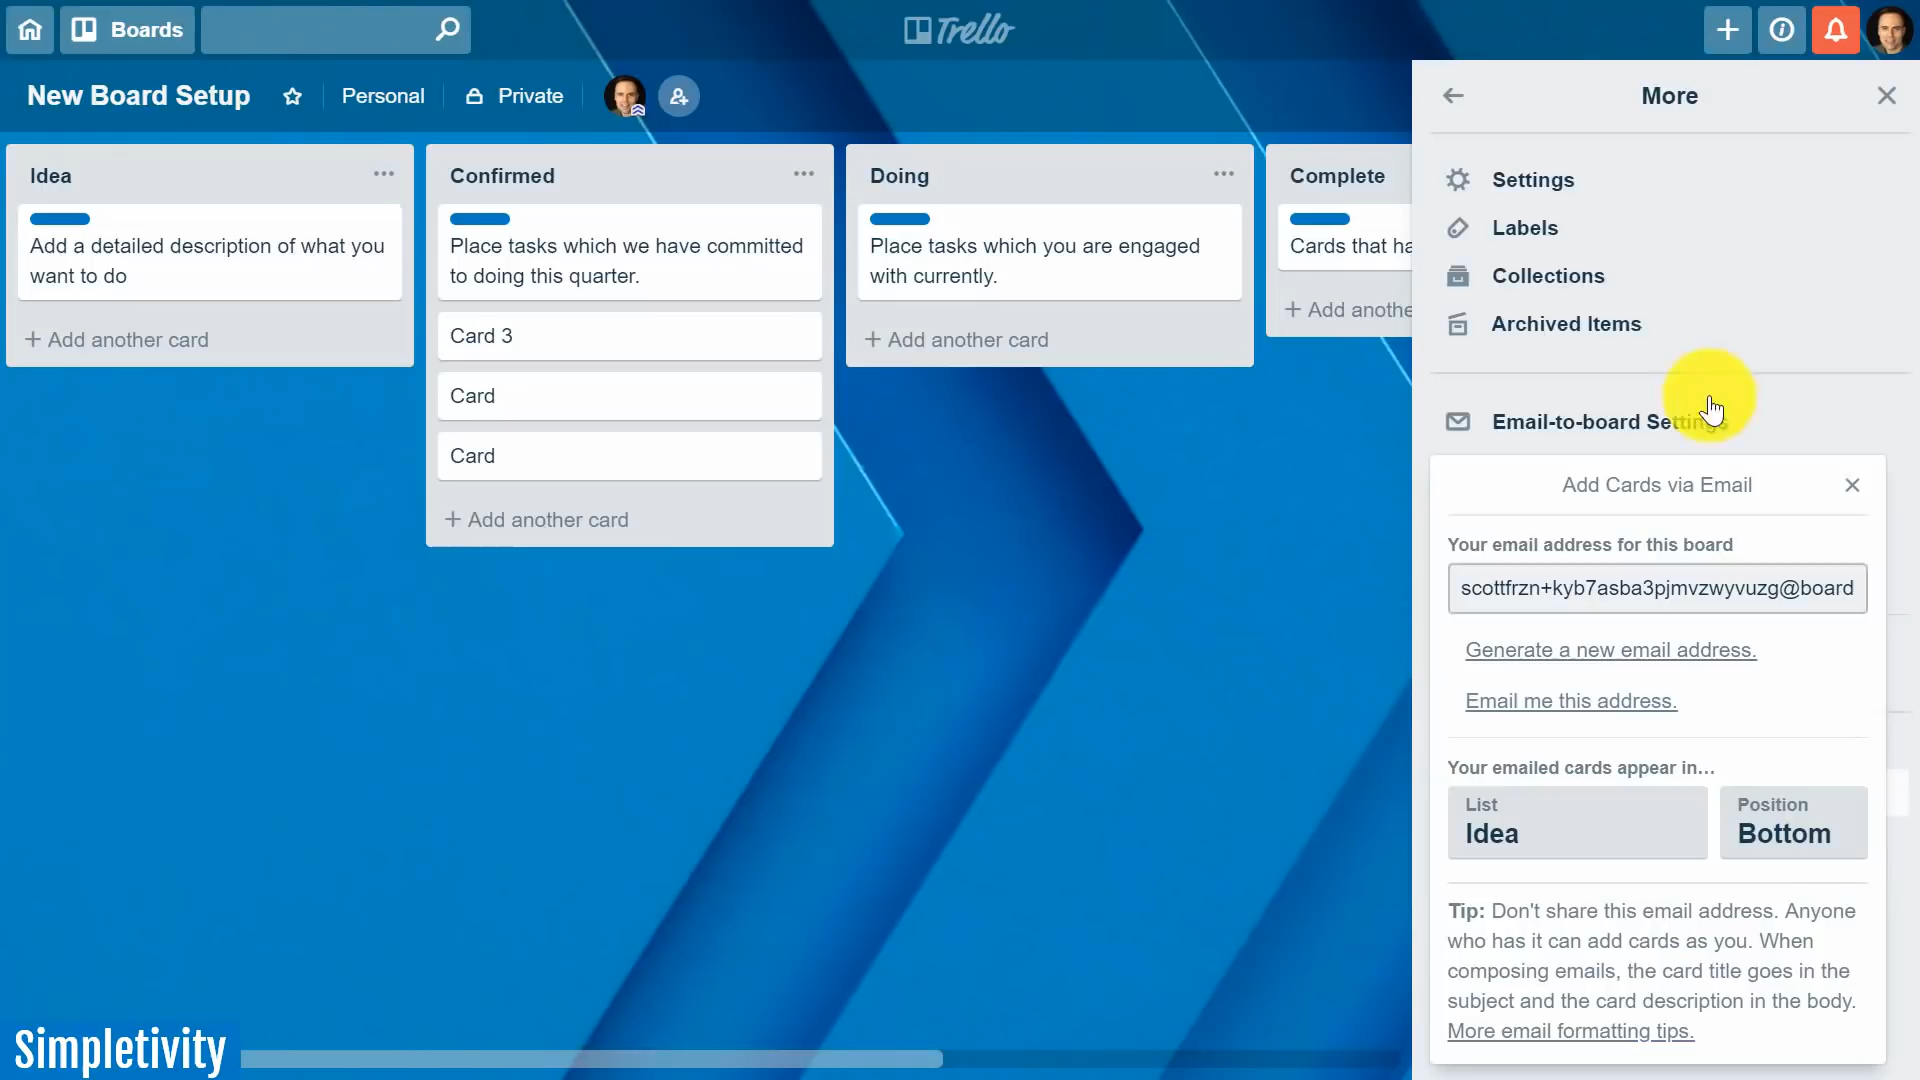 Boards
Trello
New Board Setup
Personal
Private
More
Idea
Add a detailed description of what you
want to do
+ Add another card
Confirmed
Place tasks which we have committed
to doing this quarter.
Card 3
Card
Card
+ Add another card
Doing
Place tasks which you are engaged
with currently.
+ Add another card
Complete
Cards that ha
+ Add anothe
Settings
Labels
Collections
Archived Items
Email-to-board Settings
Add Cards via Email
Your email address for this board
scottfrzn+kyb7asba3pjmvzwyvuzg@board
Generate a new email address.
Email me this address.
Your emailed cards appear in…
List
Idea
Position
Bottom
Tip: Don't share this email address. Anyone
who has it can add cards as you. When
composing emails, the card title goes in the
subject and the card description in the body.
More email formatting tips.
Simpletivity